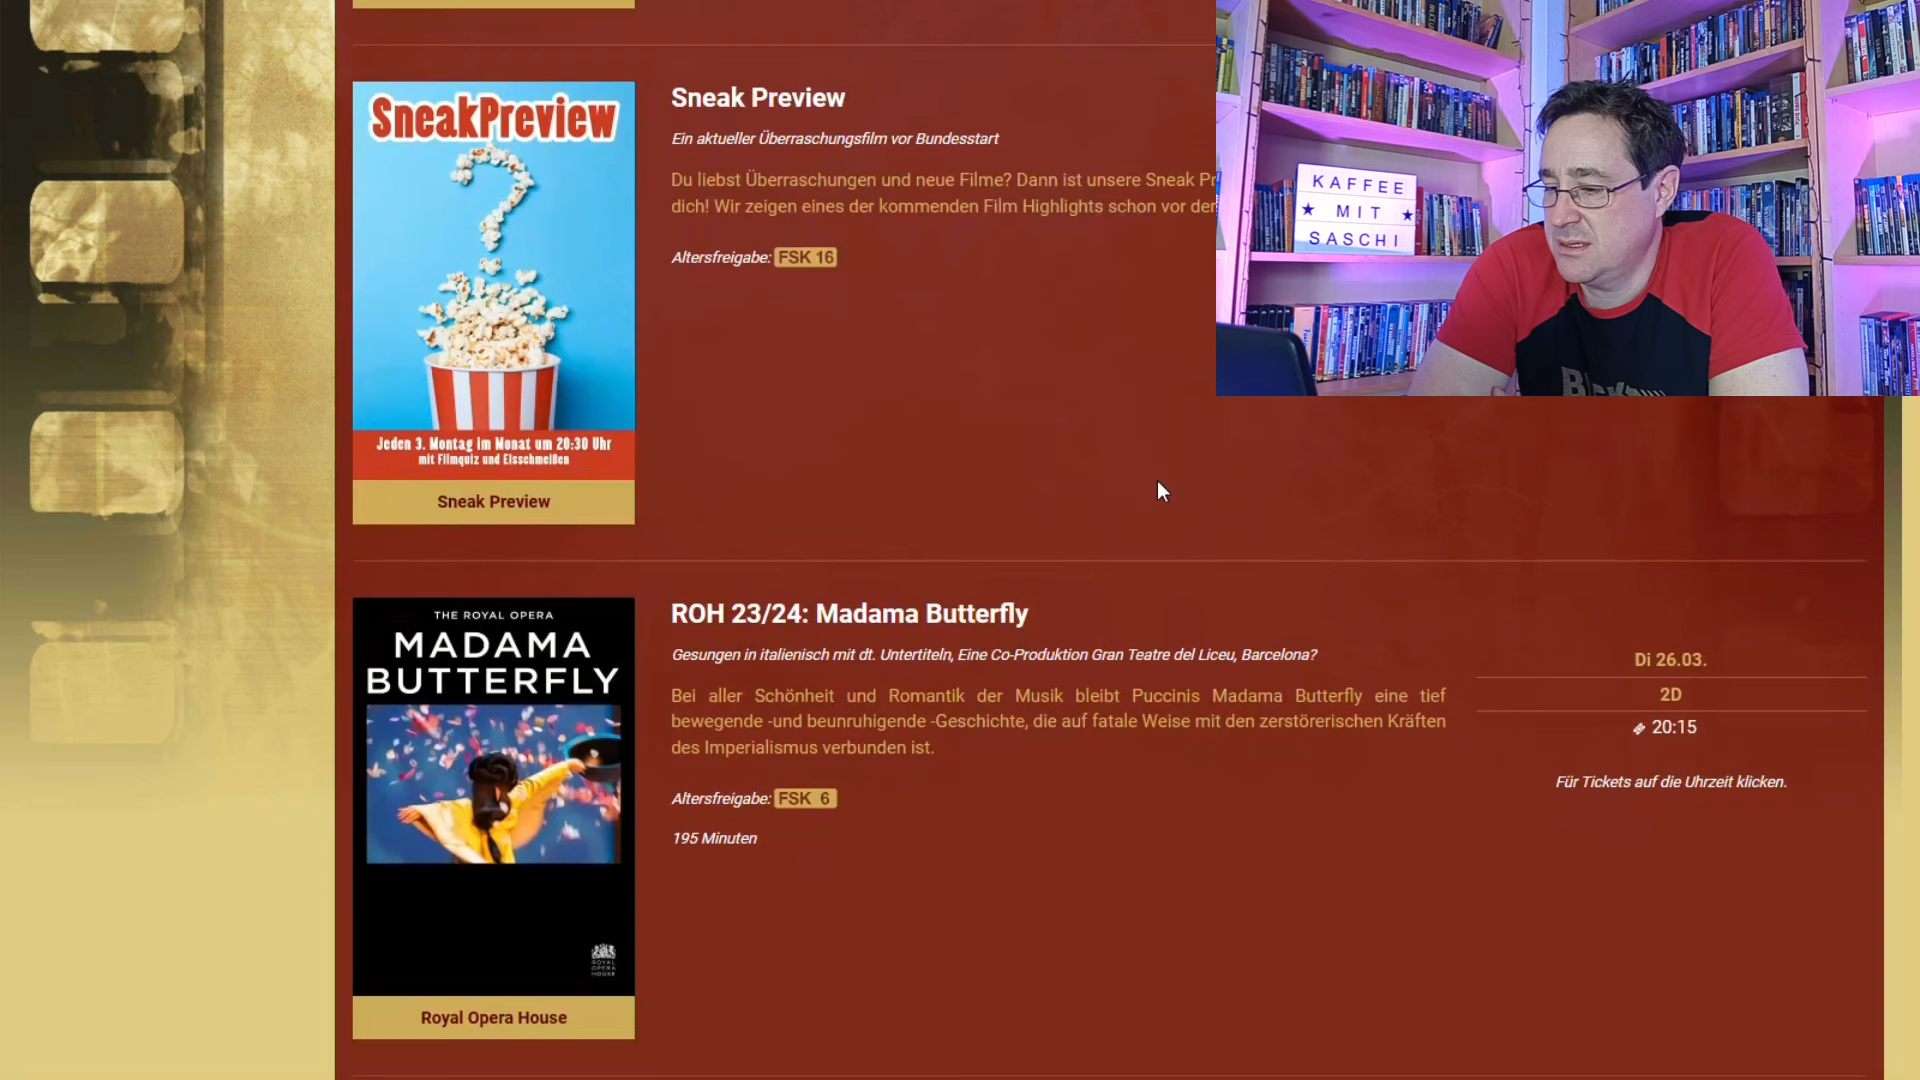 SneakPreview
Jeden 3. Montag im Monat um 20:30 Uhr
mit Filmquiz und Eisschmeißen
Sneak Preview
Sneak Preview
Ein aktueller Überraschungsfilm vor Bundesstart
Du liebst Überraschungen und neue Filme? Dann ist unsere Sneak
dich! Wir zeigen eines der kommenden Film Highlights schon vor
Altersfreigabe: FSK 16
KAFFEE
★ MIT ★
SASCHI
THE ROYAL OPERA
MADAMA
BUTTERFLY
ROYAL
OPERA
HOUSE
Royal Opera House
ROH 23/24: Madama Butterfly
Gesungen in italienisch mit dt. Untertiteln, Eine Co-Produktion Gran Teatre del Liceu, Barcelona?
Bei aller Schönheit und Romantik der Musik bleibt Puccinis Madama Butterfly eine tief
bewegende -und beunruhigende -Geschichte, die auf fatale Weise mit den zerstörerischen Kräften
des Imperialismus verbunden ist.
Altersfreigabe: FSK 6
195 Minuten
Di 26.03.
2D
20:15
Für Tickets auf die Uhrzeit klicken.